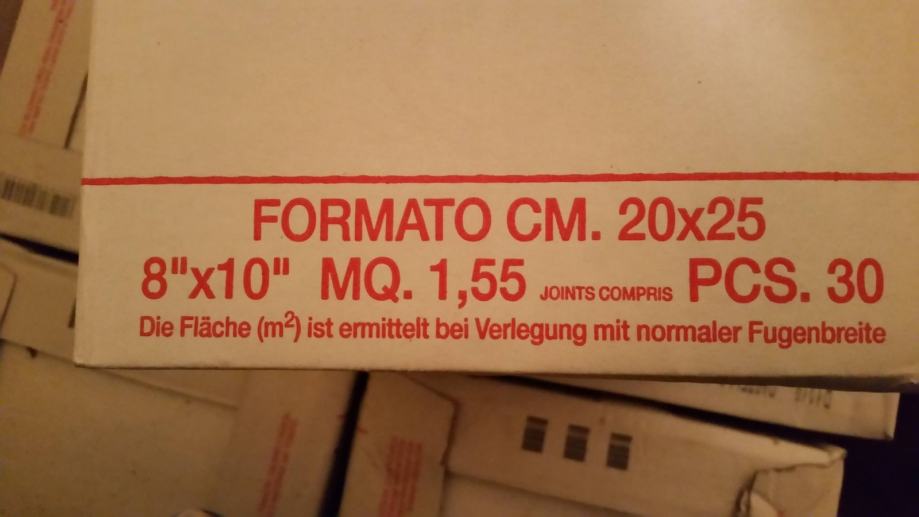 FORMATO CM. 20x25
8"x10" MQ. 1,55 JOINTS COMPRIS PCS. 30
Die Fläche (m²) ist ermittelt bei Verlegung mit normaler Fugenbreite